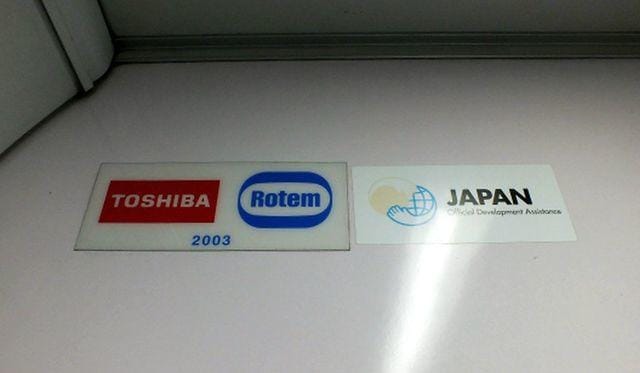 TOSHIBA
Rotem
2003
JAPAN
Official Development Assistance